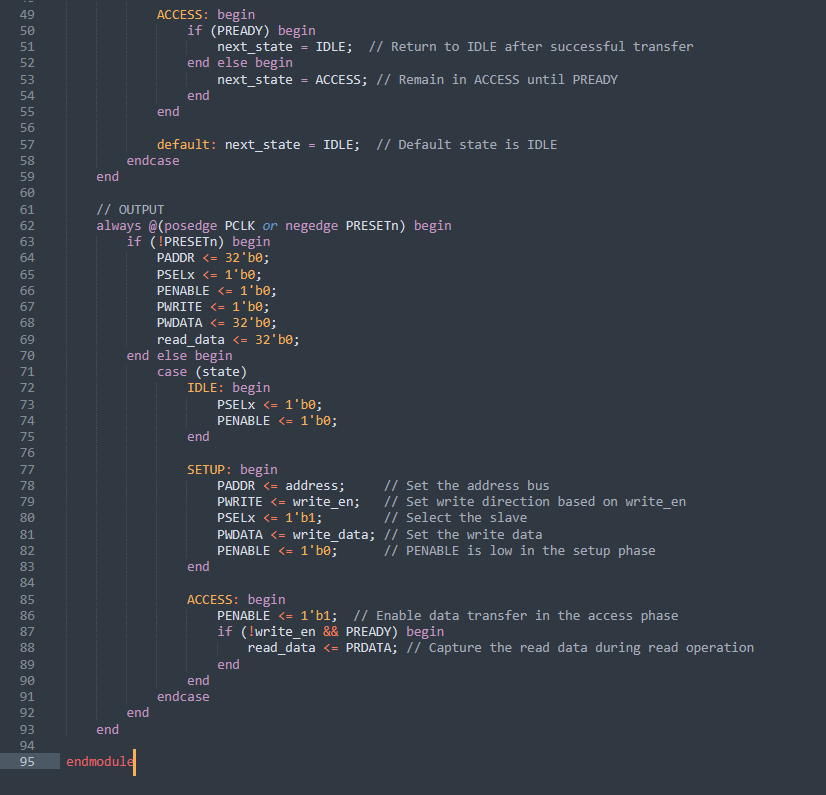 49 ACCESS: begin
50 if (PREADY) begin
51 next_state = IDLE;  // Return to IDLE after successful transfer
52 end else begin
53 next_state = ACCESS; // Remain in ACCESS until PREADY
54 end
55 end
56
57 default: next_state = IDLE;  // Default state is IDLE
58 endcase
59 end
60
61 // OUTPUT
62 always @(posedge PCLK or negedge PRESETn) begin
63 if (!PRESETn) begin
64 PADDR <= 32'b0;
65 PSELx <= 1'b0;
66 PENABLE <= 1'b0;
67 PWRITE <= 1'b0;
68 PWDATA <= 32'b0;
69 read_data <= 32'b0;
70 end else begin
71 case (state)
72 IDLE: begin
73 PSELx <= 1'b0;
74 PENABLE <= 1'b0;
75 end
76
77 SETUP: begin
78 PADDR <= address;     // Set the address bus
79 PWRITE <= write_en;   // Set write direction based on write_en
80 PSELx <= 1'b1;        // Select the slave
81 PWDATA <= write_data; // Set the write data
82 PENABLE <= 1'b0;      // PENABLE is low in the setup phase
83 end
84
85 ACCESS: begin
86 PENABLE <= 1'b1;  // Enable data transfer in the access phase
87 if (!write_en && PREADY) begin
88 read_data <= PRDATA; // Capture the read data during read operation
89 end
90 end
91 endcase
92 end
93 end
94
95 endmodule